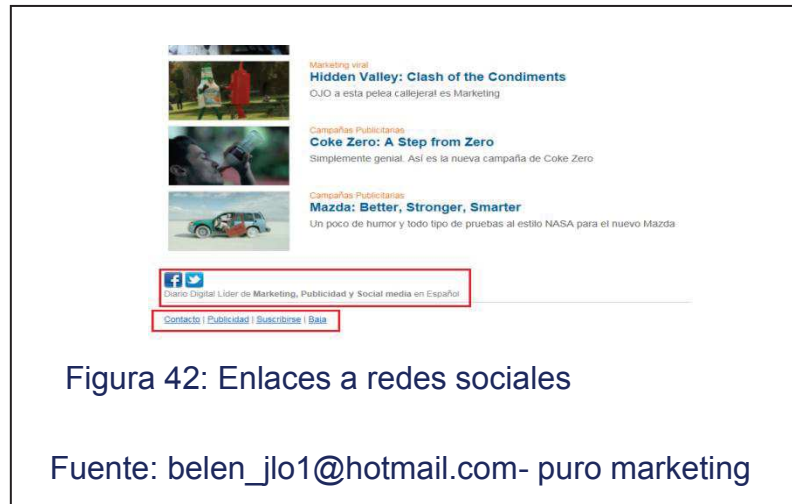 Marketing viral
Hidden Valley: Clash of the Condiments
OJO a esta pelea callejera! es Marketing
Campañas Publicitarias
Coke Zero: A Step from Zero
Simplemente genial. Así es la nueva campaña de Coke Zero
Campañas Publicitarias
Mazda: Better, Stronger, Smarter
Un poco de humor y todo tipo de pruebas al estilo NASA para el nuevo Mazda
Diario Digital Líder de Marketing, Publicidad y Social media en Español
Contacto | Publicidad | Suscribirse | Baja
Figura 42: Enlaces a redes sociales
Fuente: belen_jlo1@hotmail.com- puro marketing